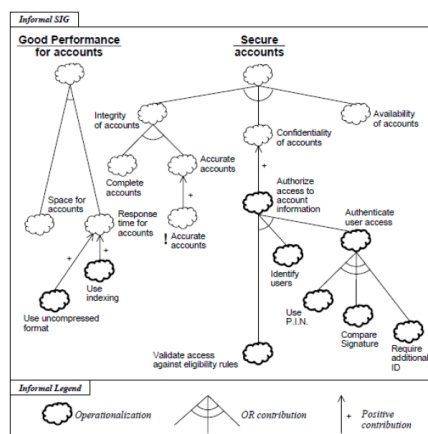 Informal SIG
Good Performance
for accounts
Secure
accounts
Integrity
of accounts
Confidentiality
of accounts
Availability
of accounts
Complete
accounts
Accurate
accounts
+
Space for
accounts
Response
time for
accounts
!
Accurate
accounts
+
Authorize
access to
account
information
Authenticate
user access
+
+
Use
indexing
Use uncompressed
format
Identify
users
Use
P.I.N.
Compare
Signature
Require
additional
ID
Validate access
against eligibility rules
Informal Legend
Operationalization
OR contribution
+
Positive
contribution